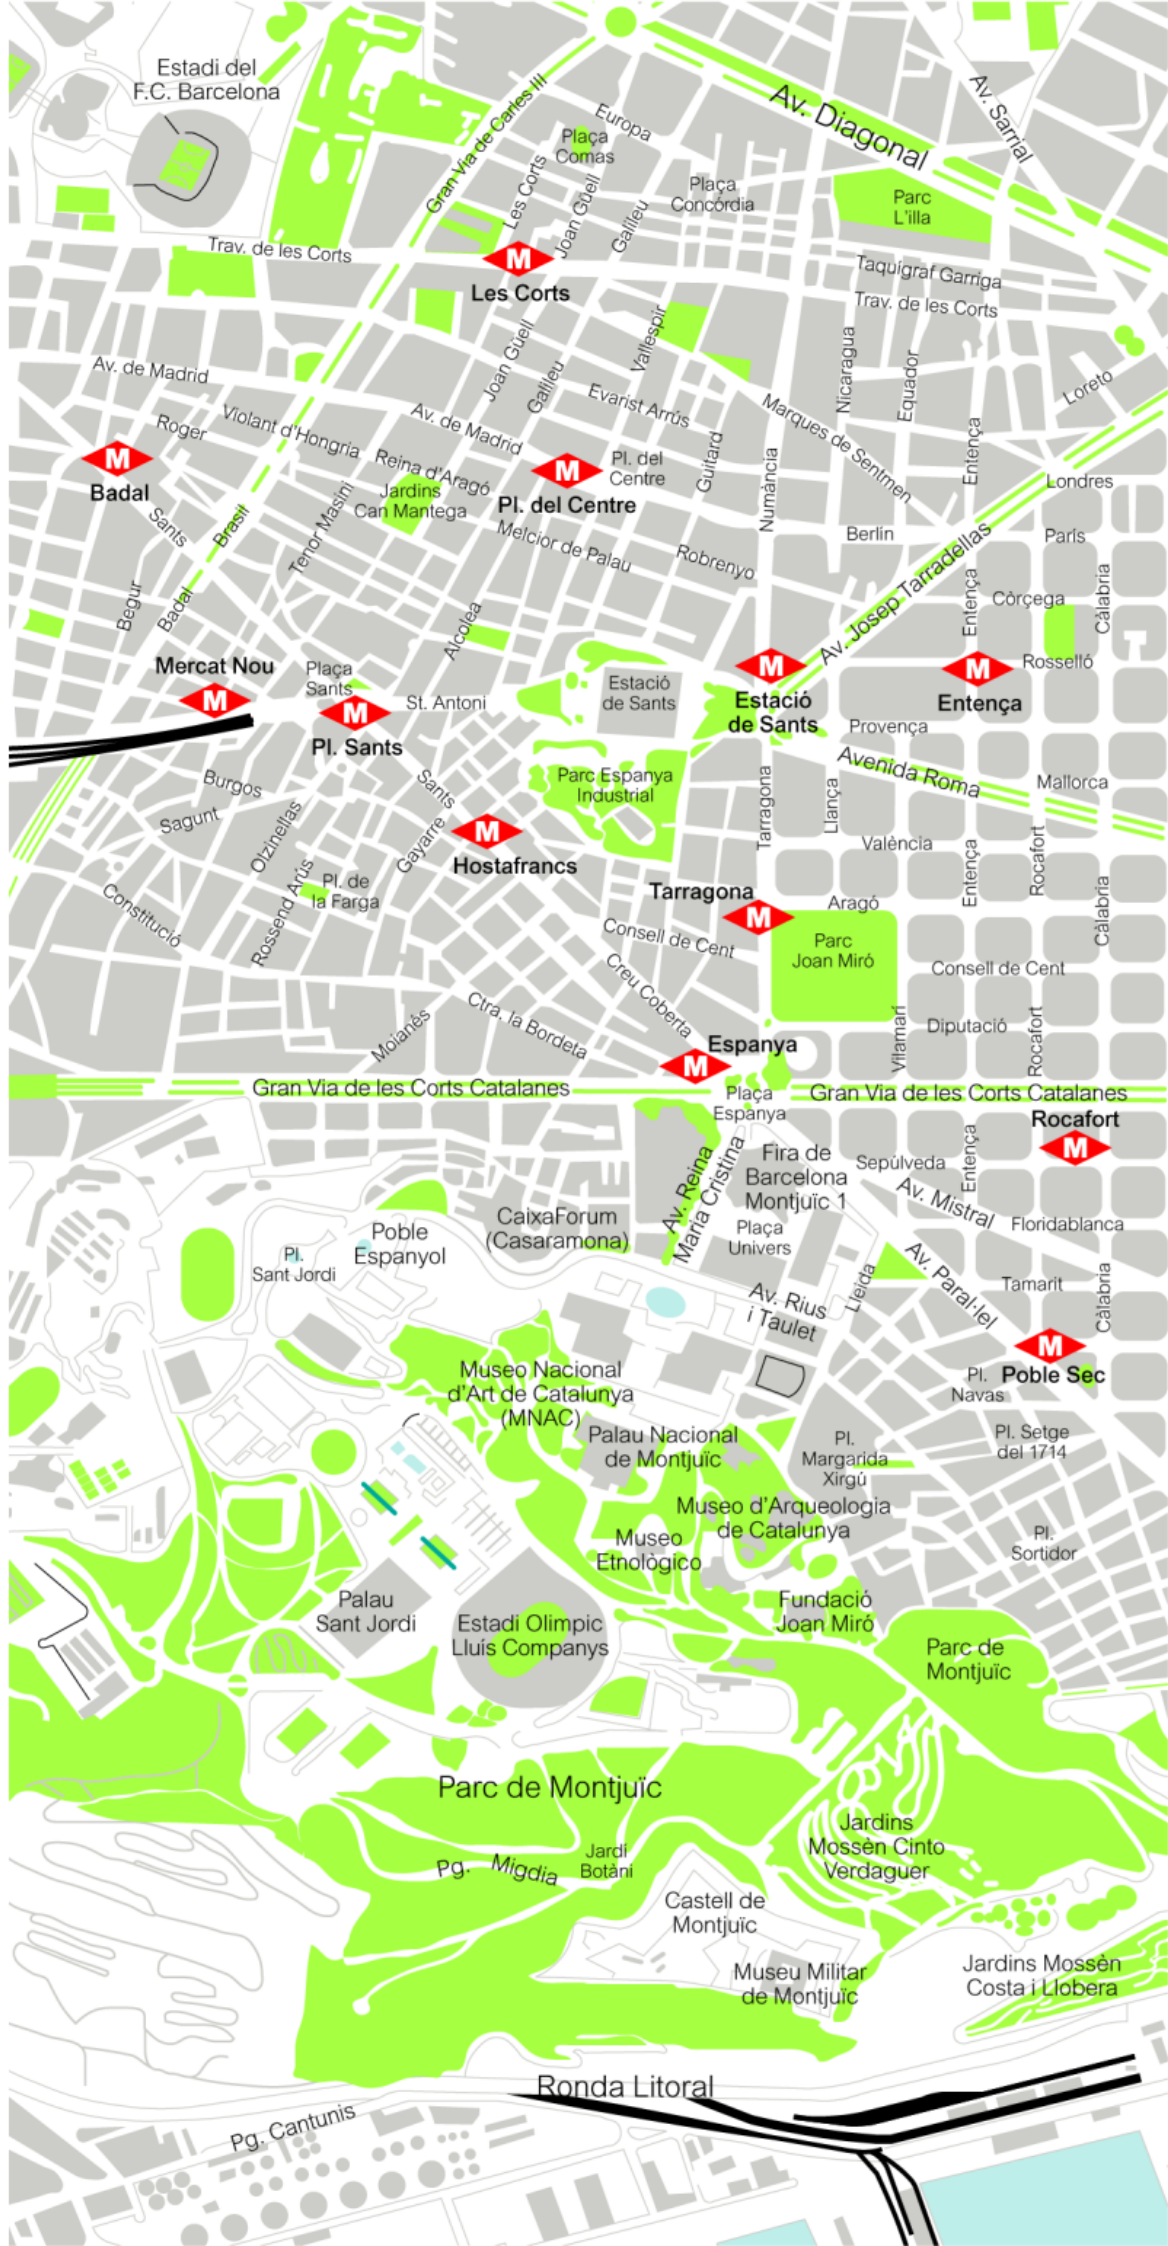 Estadi del
F.C. Barcelona
Gran Via de Carles III
Europa
Plaça
Comas
Les Corts
Joan Güell
Galileu
Plaça
Concórdia
Av. Diagonal
Av. Sarrial
Parc
L'illa
Trav. de les Corts
M
Les Corts
Taquígraf Garriga
Trav. de les Corts
Joan Güell
Galileu
Vallespir
Nicaragua
Equador
Entença
Loreto
Av. de Madrid
Roger
Violant d'Hongria
Av. de Madrid
Evarist Arrús
Marques de Sentmen.
Reina d'Aragó
Guitard
Numància
M
Badal
Jardins
Can Mantega
M
Pl. del Centre
Pl. del
Centre
Londres
Sants
Brasil
Tenor Masini
Melcior de Palau
Robrenyo
Berlín
París
Av. Josep Tarradellas
Begur
Badal
Alcolea
Entença
Còrçega
Càlabria
Mercat Nou
M
Plaça
Sants
M
Pl. Sants
St. Antoni
Estació
de Sants
M
Estació
de Sants
M
Entença
Rosselló
Provença
Avenida Roma
Mallorca
Burgos
Sagunt
Olzinellas
Sants
Gayarre
M
Hostafrancs
Parc Espanya
Industrial
Tarragona
Llança
València
Entença
Rocafort
Càlabria
Constitució
Rossend Arús
Pl. de
la Farga
Tarragona
M
Aragó
Parc
Joan Miró
Consell de Cent
Consell de Cent
Creu Coberta
Ctra. la Bordeta
Moianès
Vilamarí
Diputació
Rocafort
Espanya
M
Gran Via de les Corts Catalanes
Plaça
Espanya
Gran Via de les Corts Catalanes
Rocafort
M
Av. Reina
Maria Cristina
Fira de
Barcelona
Montjuïc 1
Plaça
Univers
Sepúlveda
Entença
Av. Mistral
Floridablanca
CaixaForum
(Casaramona)
Poble
Espanyol
Pl.
Sant Jordi
Av. Rius
i Taulet
Lleida
Av. Paral·lel
Tamarit
Càlabria
M
Poble Sec
Pl.
Navas
Museo Nacional
d'Art de Catalunya
(MNAC)
Palau Nacional
de Montjuïc
Pl.
Margarida
Xirgú
Pl. Setge
del 1714
Museo d'Arqueologia
de Catalunya
Museo
Etnològico
Pl.
Sortidor
Palau
Sant Jordi
Estadi Olimpic
Lluis Companys
Fundació
Joan Miró
Parc de
Montjuïc
Parc de Montjuïc
Jardins
Mossèn Cinto
Verdaguer
Pg. Migdia
Jardi
Botàni
Castell de
Montjuïc
Museu Militar
de Montjuïc
Jardins Mossèn
Costa i Llobera
Ronda Litoral
Pg. Cantunis